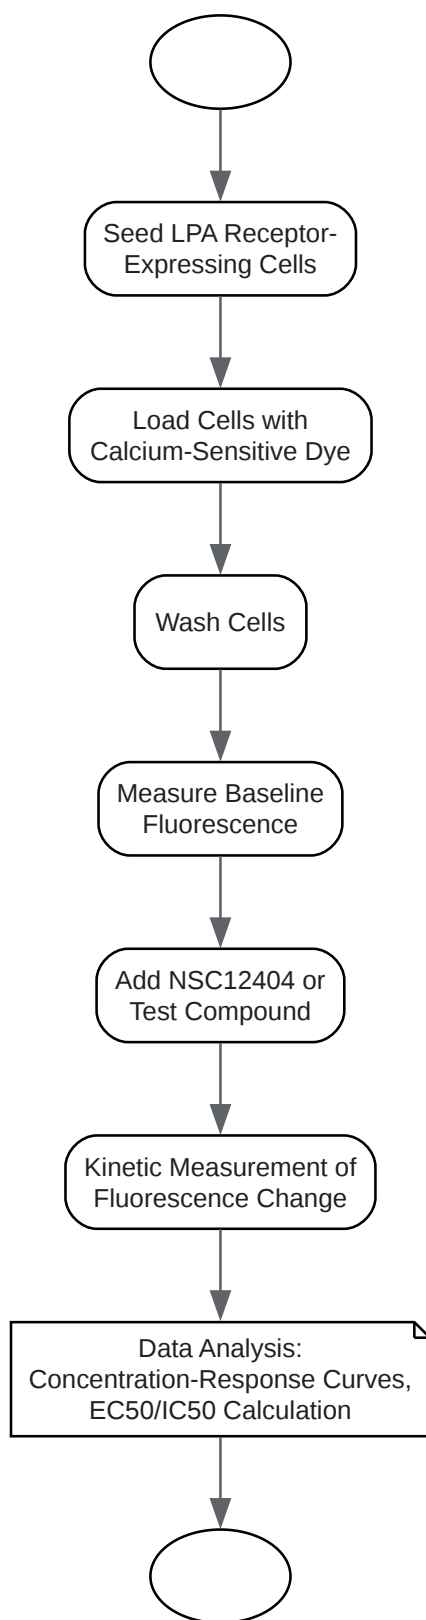 Seed LPA Receptor-
Expressing Cells
Load Cells with
Calcium-Sensitive Dye
Wash Cells
Measure Baseline
Fluorescence
Add NSC12404 or
Test Compound
Kinetic Measurement of
Fluorescence Change
Data Analysis:
Concentration-Response Curves,
EC50/IC50 Calculation